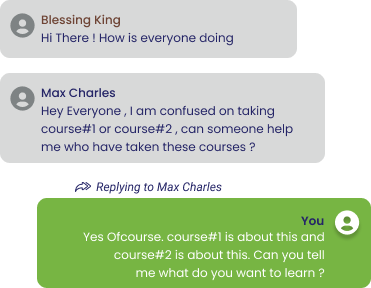 Blessing King
Hi There ! How is everyone doing
Max Charles
Hey Everyone , I am confused on taking
course#1 or course#2 , can someone help
me who have taken these courses ?
Replying to Max Charles
You
Yes Ofcourse. course#1 is about this and
course#2 is about this. Can you tell
me what do you want to learn ?